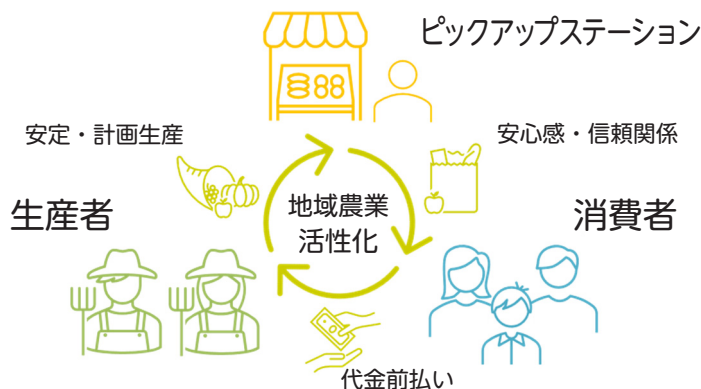 ピックアップステーション
安定・計画生産
安心感・信頼関係
生産者
地域農業
活性化
消費者
代金前払い